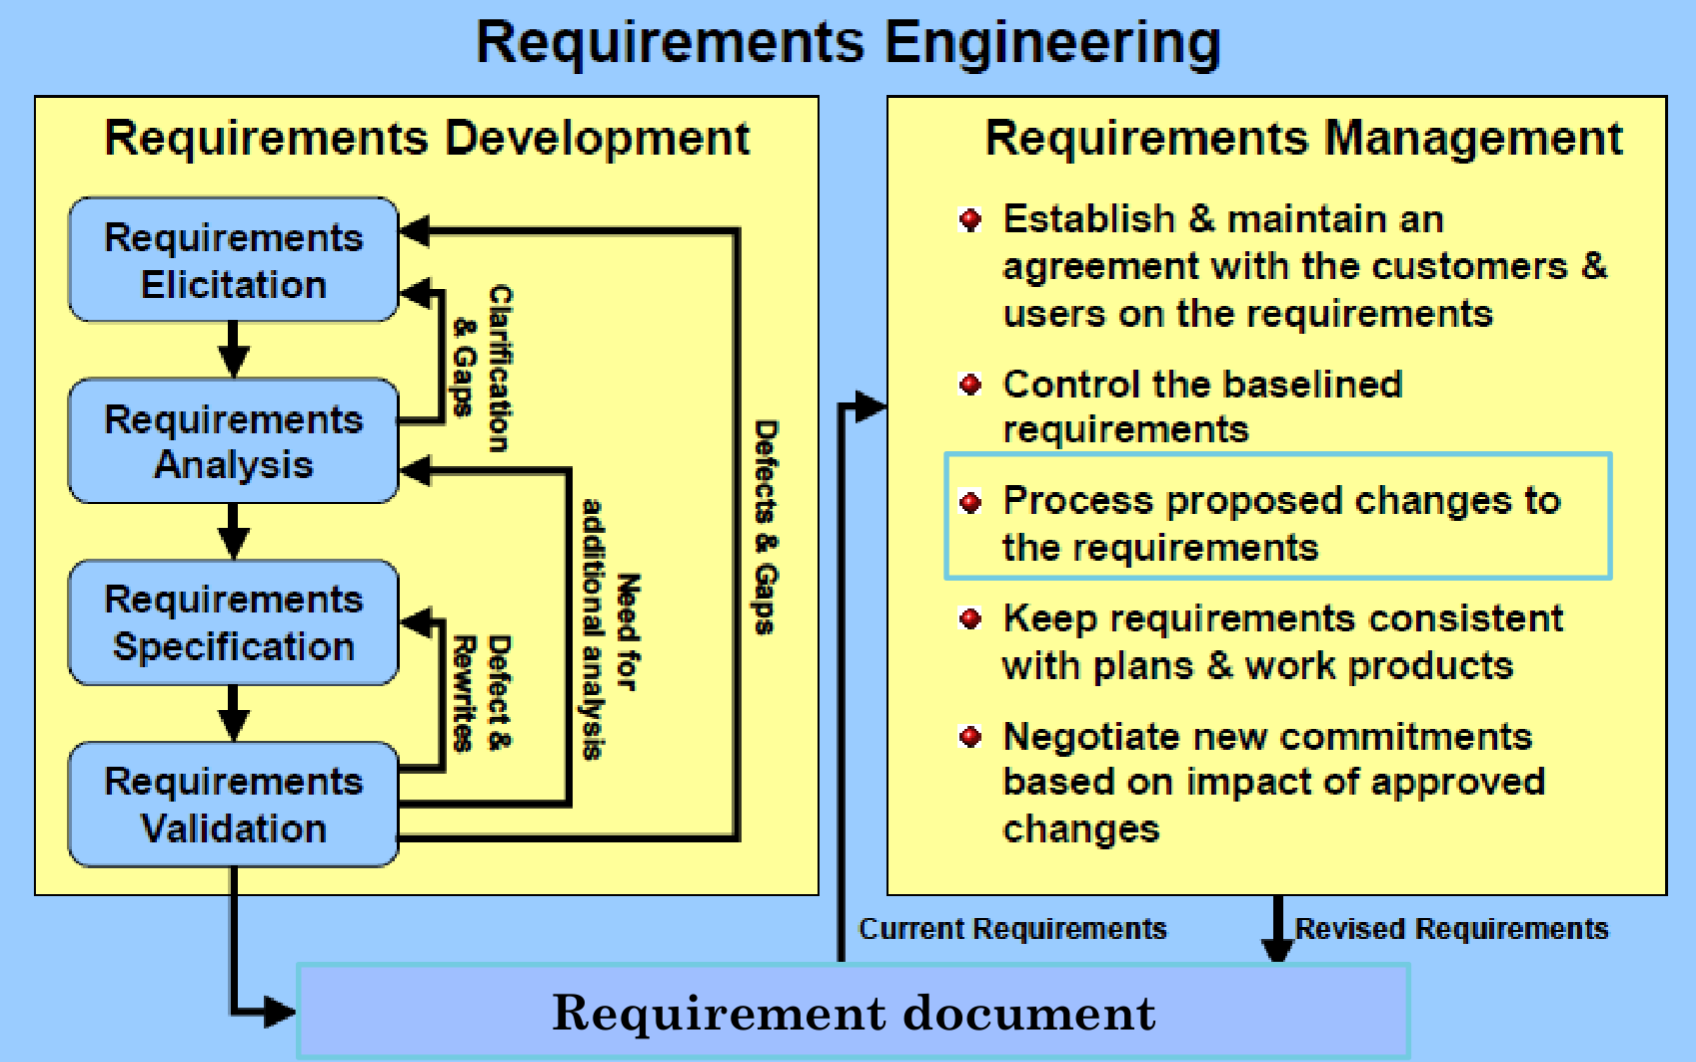 Requirements Engineering
Requirements Development
Requirements
Elicitation
Requirements
Analysis
Requirements
Specification
Requirements
Validation
Clarification
& Gaps
Defect &
Rewrites
Need for
additional analysis
Defects & Gaps
Requirements Management
Establish & maintain an
agreement with the customers &
users on the requirements
Control the baselined
requirements
Process proposed changes to
the requirements
Keep requirements consistent
with plans & work products
Negotiate new commitments
based on impact of approved
changes
Current Requirements
Revised Requirements
Requirement document